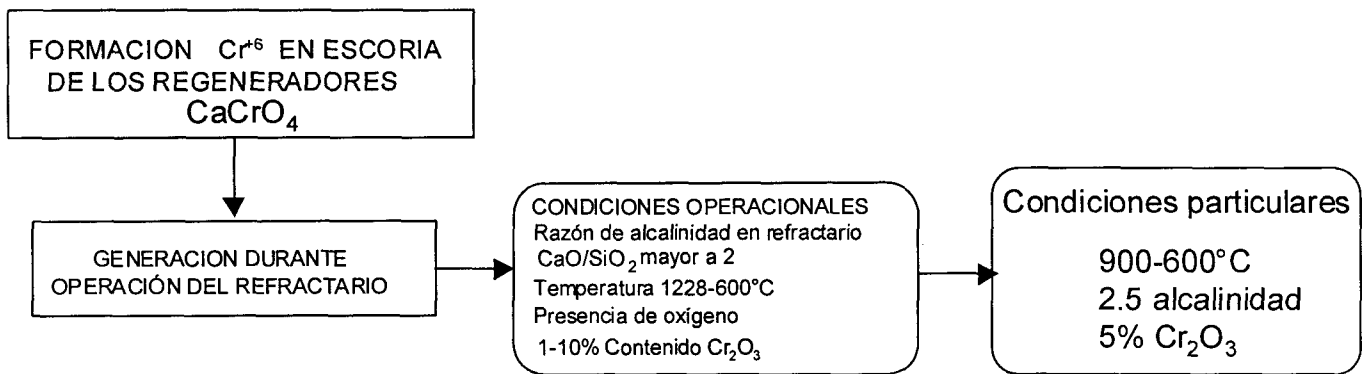 FORMACION Cr⁺⁶ EN ESCORIA
DE LOS REGENERADORES
CaCrO₄
GENERACION DURANTE
OPERACIÓN DEL REFRACTARIO
CONDICIONES OPERACIONALES
Razón de alcalinidad en refractario
CaO/SiO₂ mayor a 2
Temperatura 1228-600°C
Presencia de oxígeno
1-10% Contenido Cr₂O₃
Condiciones particulares
900-600°C
2.5 alcalinidad
5% Cr₂O₃